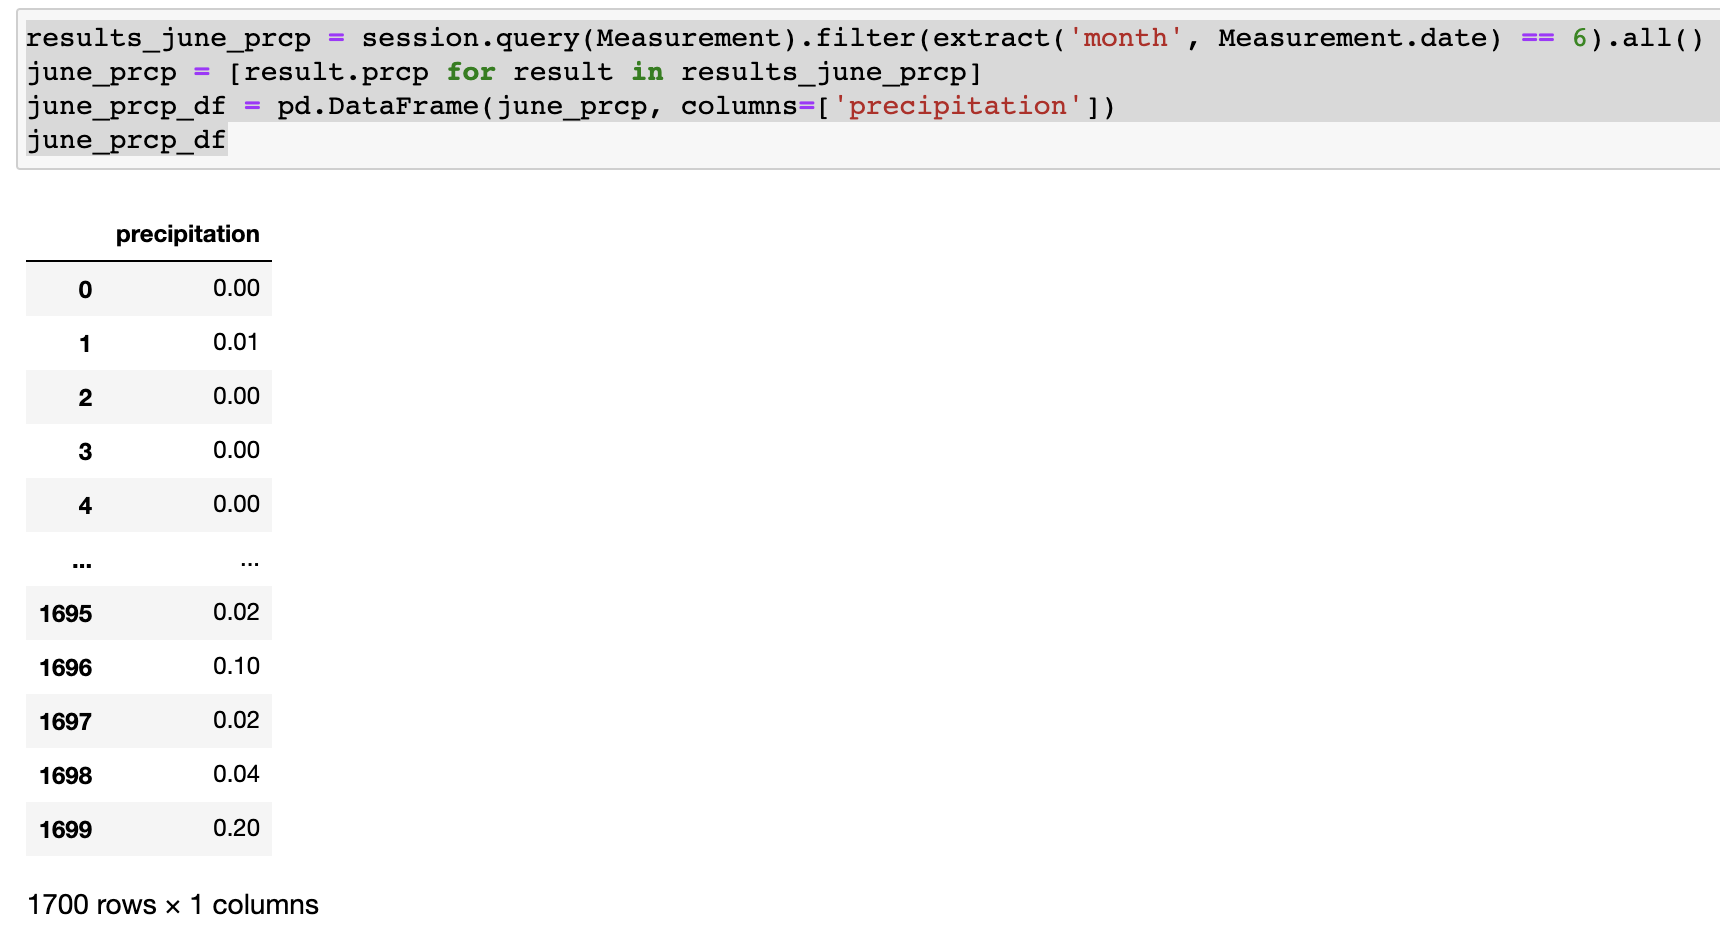 results_june_prcp = session.query(Measurement).filter(extract('month', Measurement.date) == 6).all()
june_prcp = [result.prcp for result in results_june_prcp]
june_prcp_df = pd.DataFrame(june_prcp, columns=['precipitation'])
june_prcp_df
precipitation
0 0.00
1 0.01
2 0.00
3 0.00
4 0.00
... ...
1695 0.02
1696 0.10
1697 0.02
1698 0.04
1699 0.20
1700 rows × 1 columns